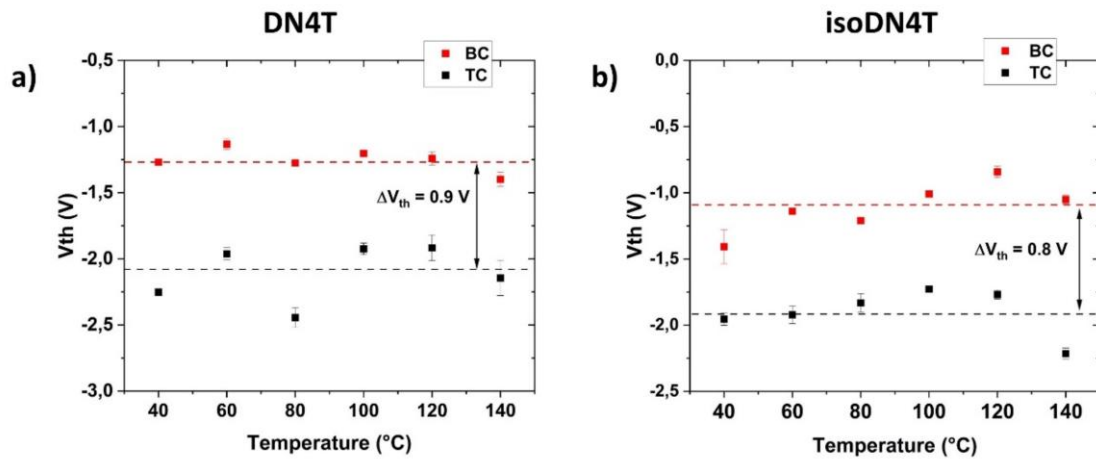 DN4T
a)
BC
TC
-0,5
-1,0
-1,5
-2,0
-2,5
-3,0
Vth (V)
ΔVth = 0.9 V
40 60 80 100 120 140
Temperature (°C)
isoDN4T
b)
BC
TC
0,0
-0,5
-1,0
-1,5
-2,0
-2,5
Vth (V)
ΔVth = 0.8 V
40 60 80 100 120 140
Temperature (°C)